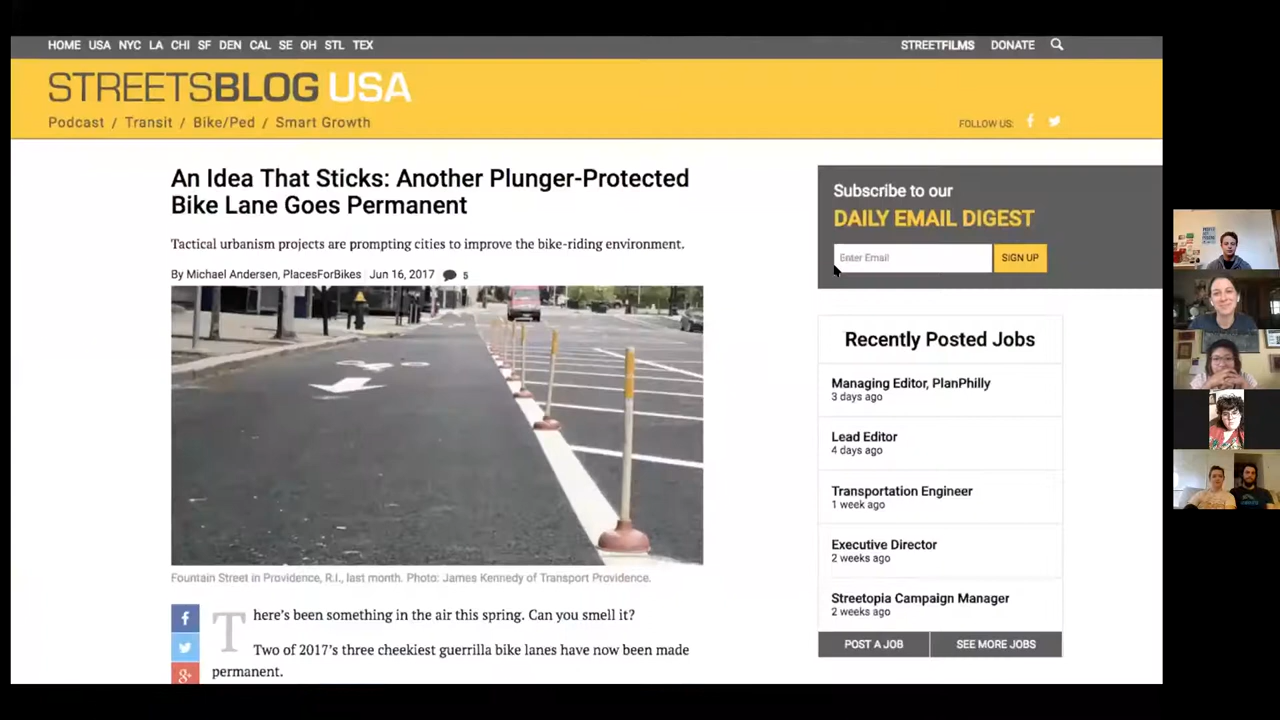 HOME USA NYC LA CHI SF DEN CAL SE OH STL TEX
STREETFILMS DONATE
STREETSBLOG USA
Podcast / Transit / Bike/Ped / Smart Growth
FOLLOW US:
An Idea That Sticks: Another Plunger-Protected
Bike Lane Goes Permanent
Tactical urbanism projects are prompting cities to improve the bike-riding environment.
By Michael Andersen, PlacesForBikes | Jun 16, 2017 5
Fountain Street in Providence, R.I., last month. Photo: James Kennedy of Transport Providence.
There's been something in the air this spring. Can you smell it?
Two of 2017's three cheekiest guerrilla bike lanes have now been made
permanent.
Subscribe to our
DAILY EMAIL DIGEST
Enter Email
SIGN UP
Recently Posted Jobs
Managing Editor, PlanPhilly
3 days ago
Lead Editor
4 days ago
Transportation Engineer
1 week ago
Executive Director
2 weeks ago
Streetopia Campaign Manager
2 weeks ago
POST A JOB
SEE MORE JOBS